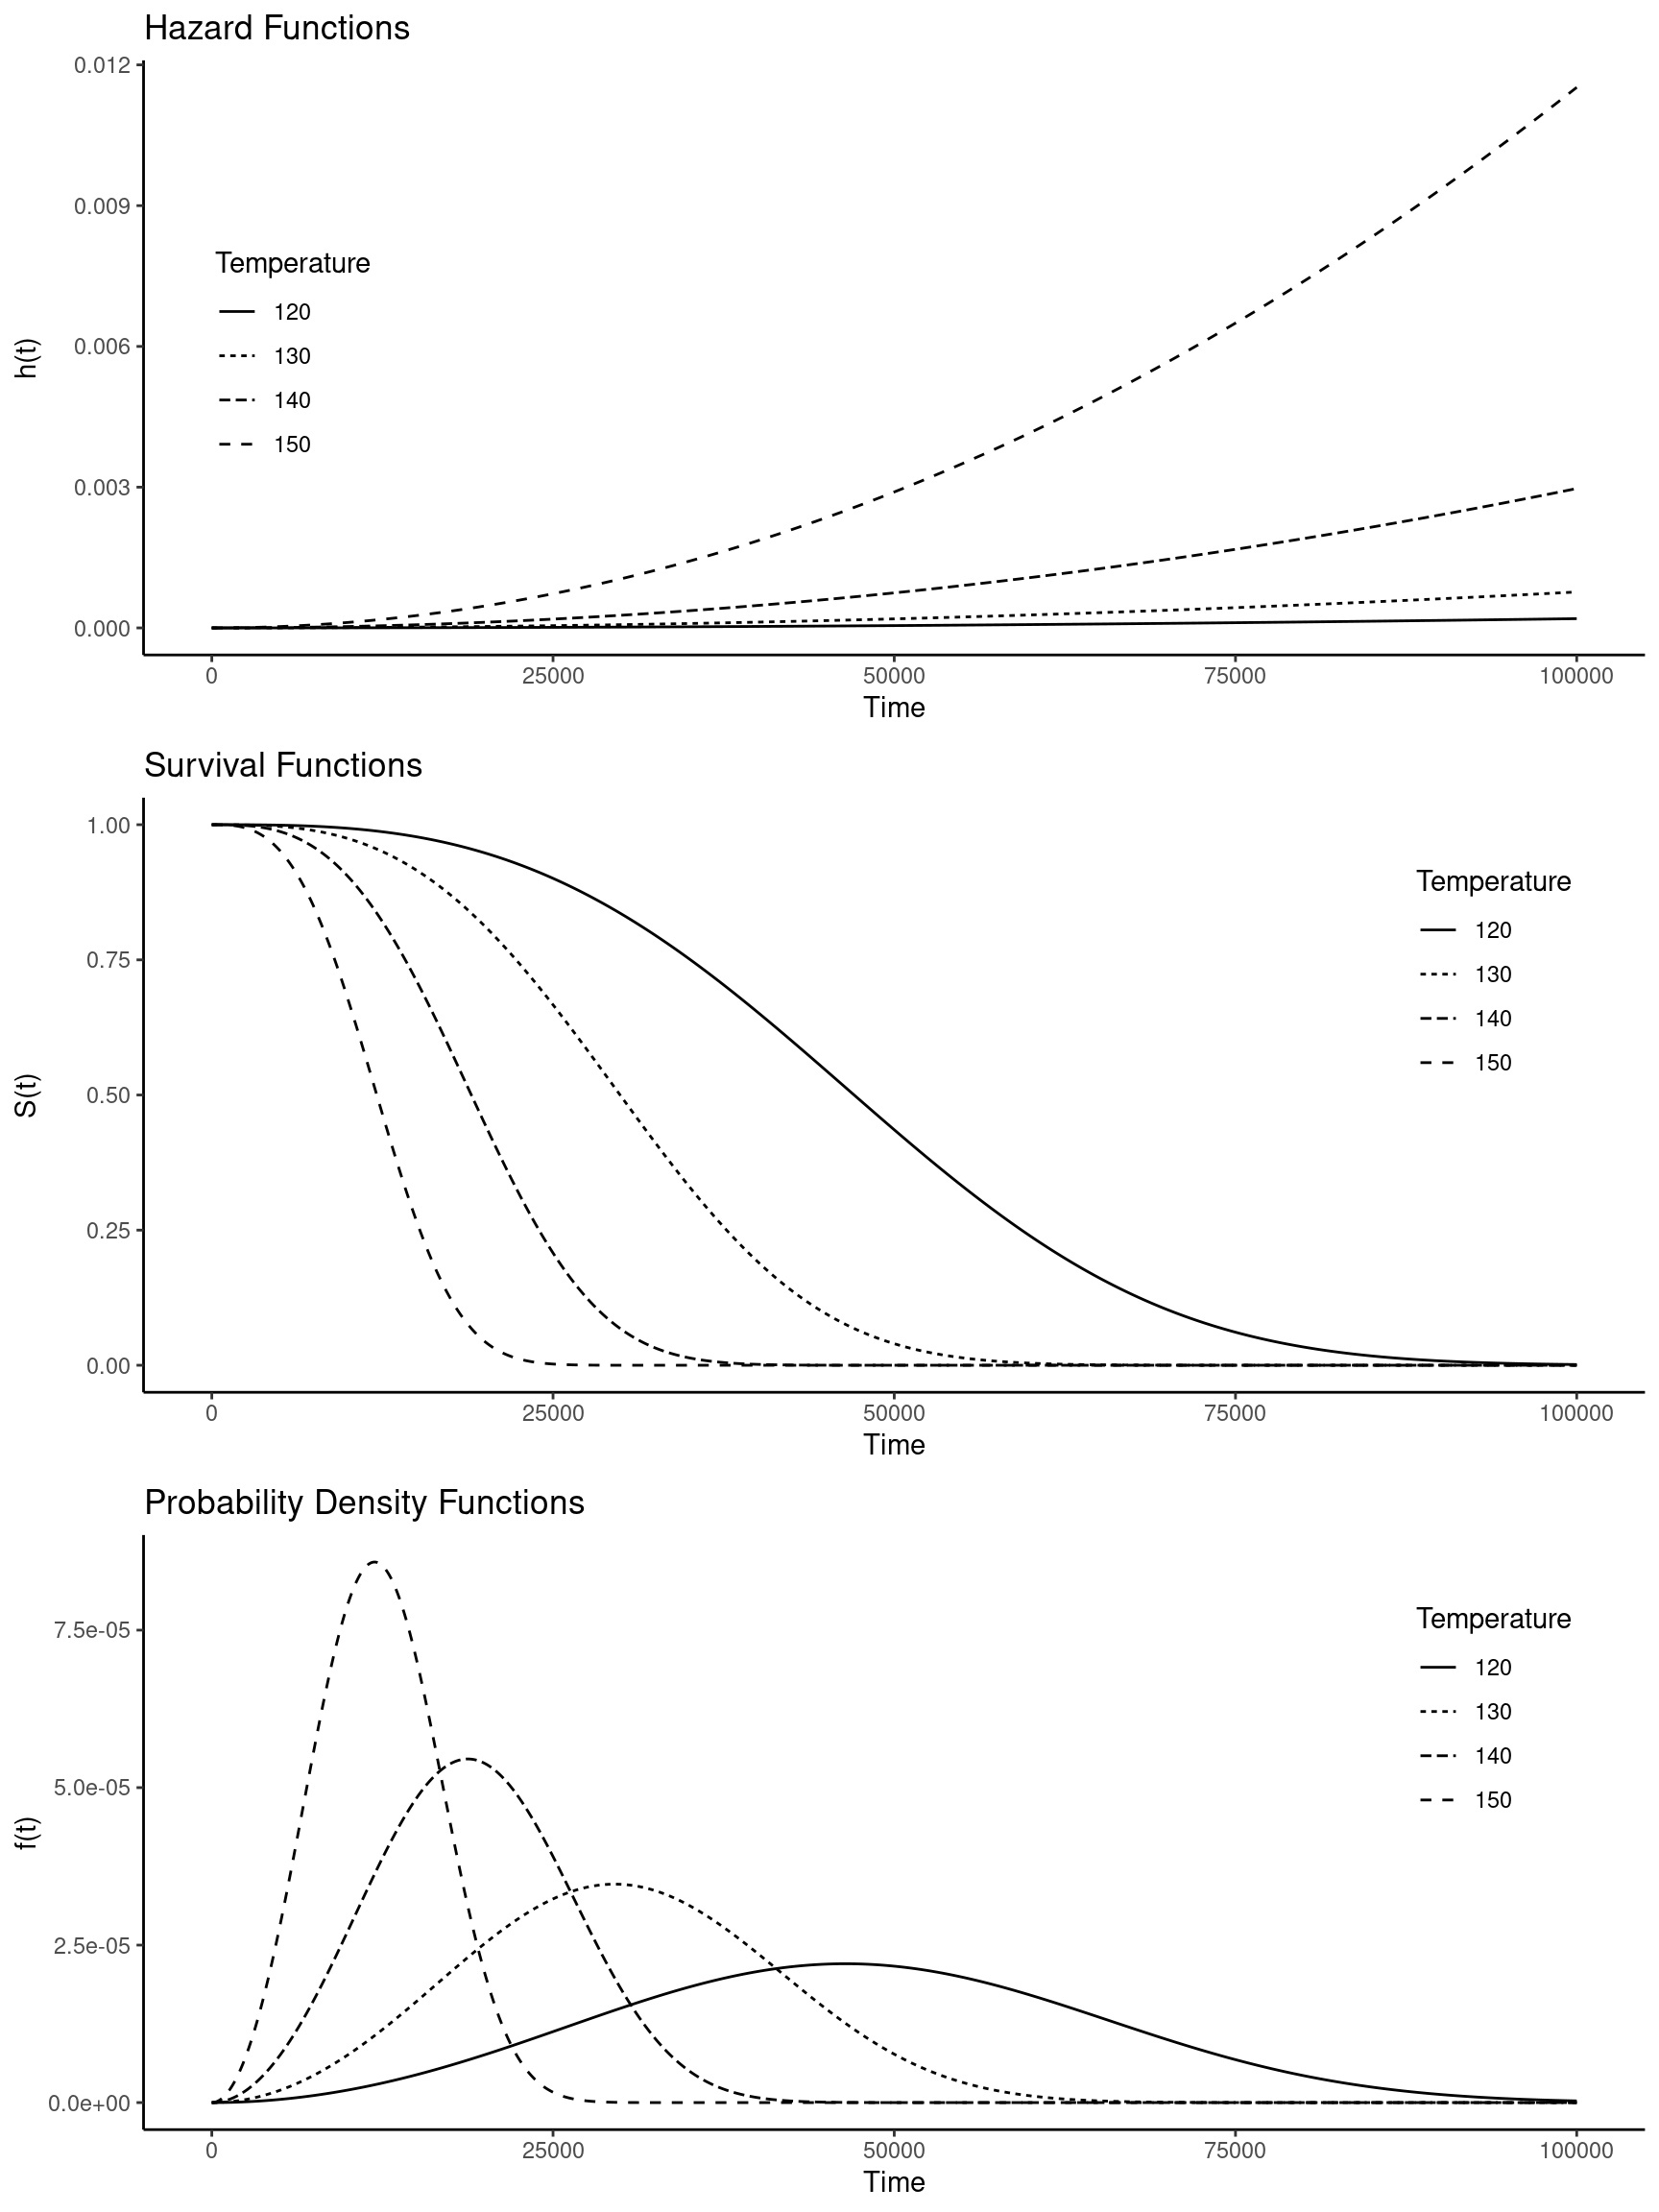 Hazard Functions
0.012
0.009
0.006
0.003
0.000
h(t)
Temperature
120
130
140
150
0 25000 50000 75000 100000
Time
Survival Functions
1.00
0.75
0.50
0.25
0.00
S(t)
Temperature
120
130
140
150
0 25000 50000 75000 100000
Time
Probability Density Functions
7.5e-05
5.0e-05
2.5e-05
0.0e+00
f(t)
Temperature
120
130
140
150
0 25000 50000 75000 100000
Time